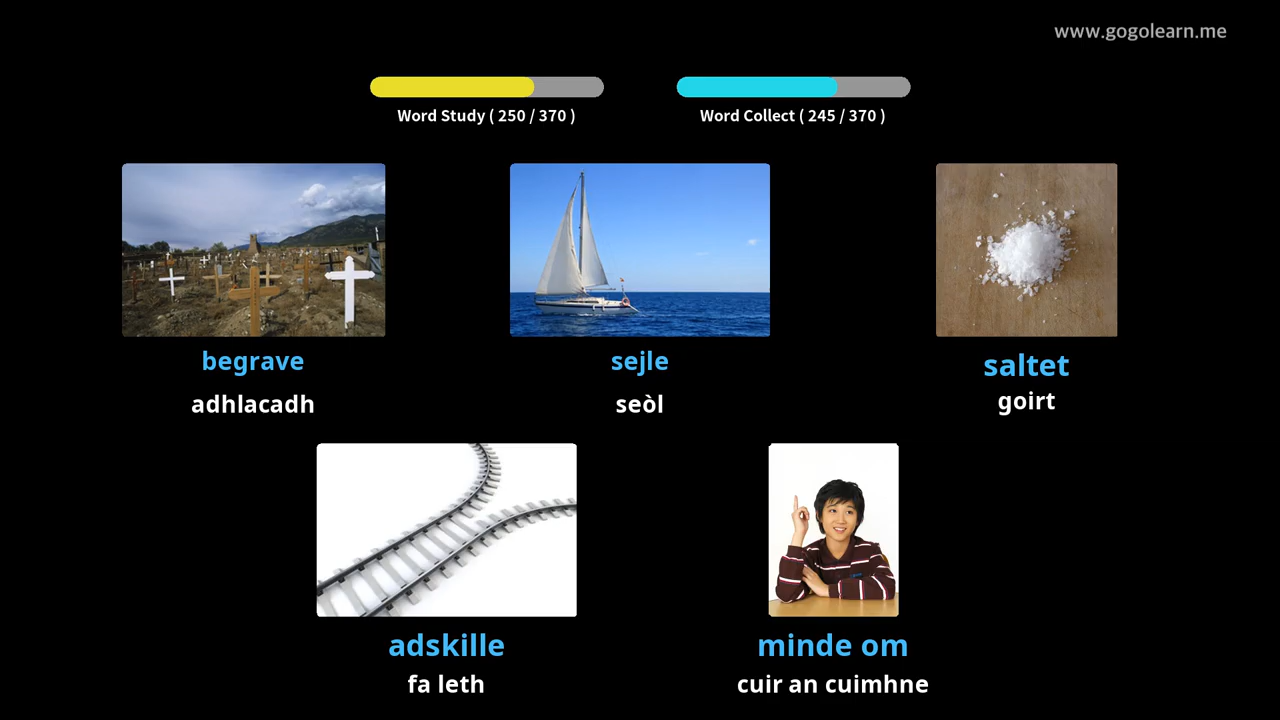 www.gogolearn.me
Word Study ( 250 / 370 )
Word Collect ( 245 / 370 )
begrave
adhlacadh
sejle
seòl
saltet
goirt
adskille
fa leth
minde om
cuir an cuimhne